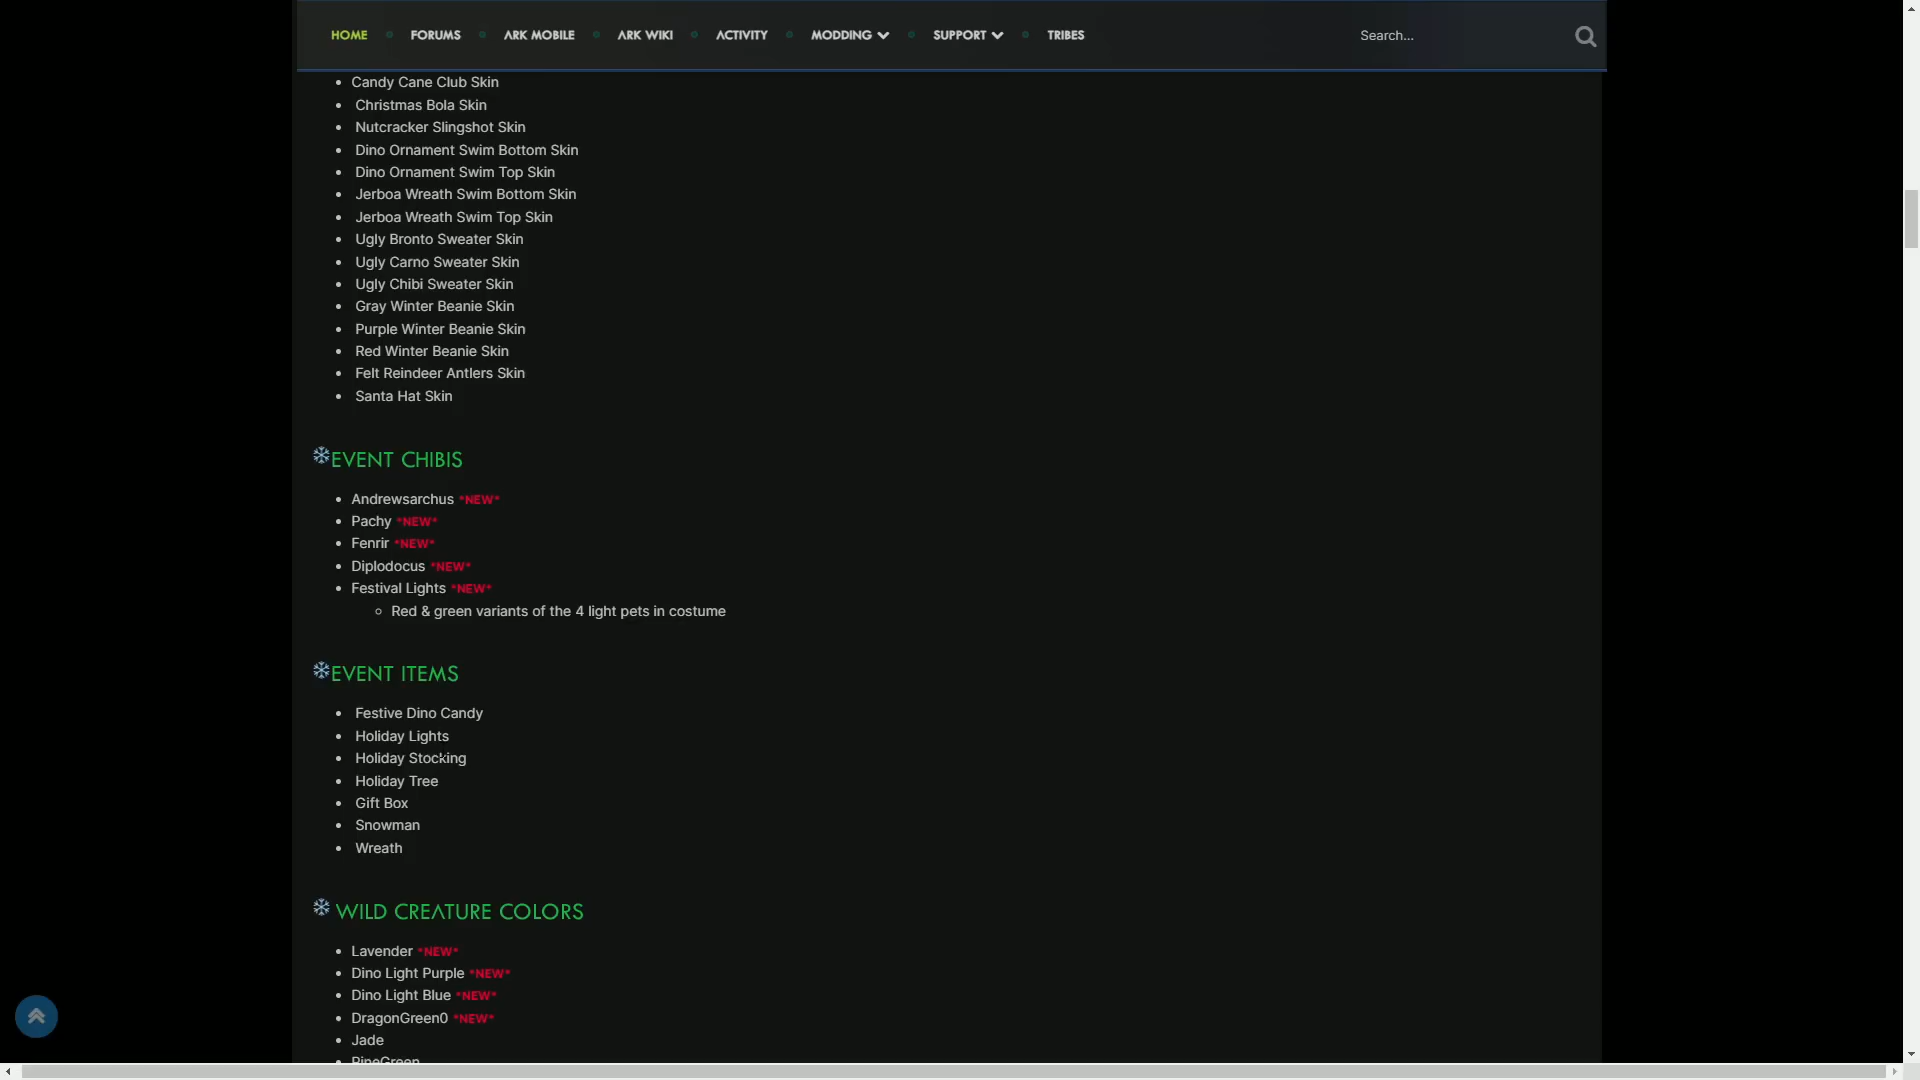 HOME FORUMS ARK MOBILE ARK WIKI ACTIVITY MODDING SUPPORT TRIBES Search...
Candy Cane Club Skin
Christmas Bola Skin
Nutcracker Slingshot Skin
Dino Ornament Swim Bottom Skin
Dino Ornament Swim Top Skin
Jerboa Wreath Swim Bottom Skin
Jerboa Wreath Swim Top Skin
Ugly Bronto Sweater Skin
Ugly Carno Sweater Skin
Ugly Chibi Sweater Skin
Gray Winter Beanie Skin
Purple Winter Beanie Skin
Red Winter Beanie Skin
Felt Reindeer Antlers Skin
Santa Hat Skin
EVENT CHIBIS
Andrewsarchus *NEW*
Pachy *NEW*
Fenrir *NEW*
Diplodocus *NEW*
Festival Lights *NEW*
Red & green variants of the 4 light pets in costume
EVENT ITEMS
Festive Dino Candy
Holiday Lights
Holiday Stocking
Holiday Tree
Gift Box
Snowman
Wreath
WILD CREATURE COLORS
Lavender *NEW*
Dino Light Purple *NEW*
Dino Light Blue *NEW*
DragonGreen0 *NEW*
Jade
PineGreen